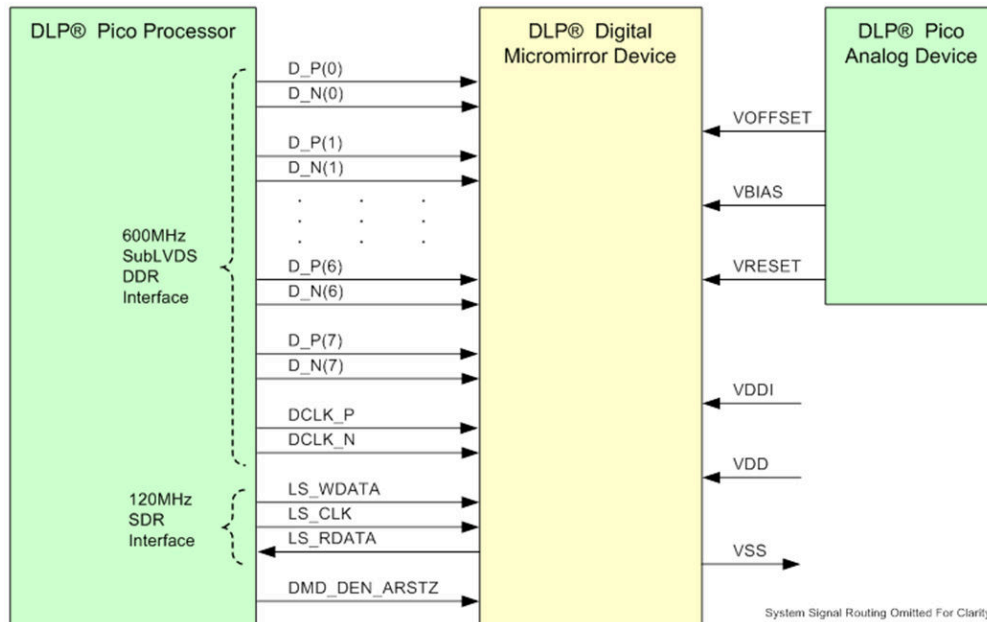 DLP® Pico Processor
DLP® Digital
Micromirror Device
DLP® Pico
Analog Device
D_P(0)
D_N(0)
D_P(1)
D_N(1)
. . .
. . .
. . .
D_P(6)
D_N(6)
D_P(7)
D_N(7)
DCLK_P
DCLK_N
600MHz
SubLVDS
DDR
Interface
LS_WDATA
LS_CLK
LS_RDATA
120MHz
SDR
Interface
DMD_DEN_ARSTZ
VOFFSET
VBIAS
VRESET
VDDI
VDD
VSS
System Signal Routing Omitted For Clarity